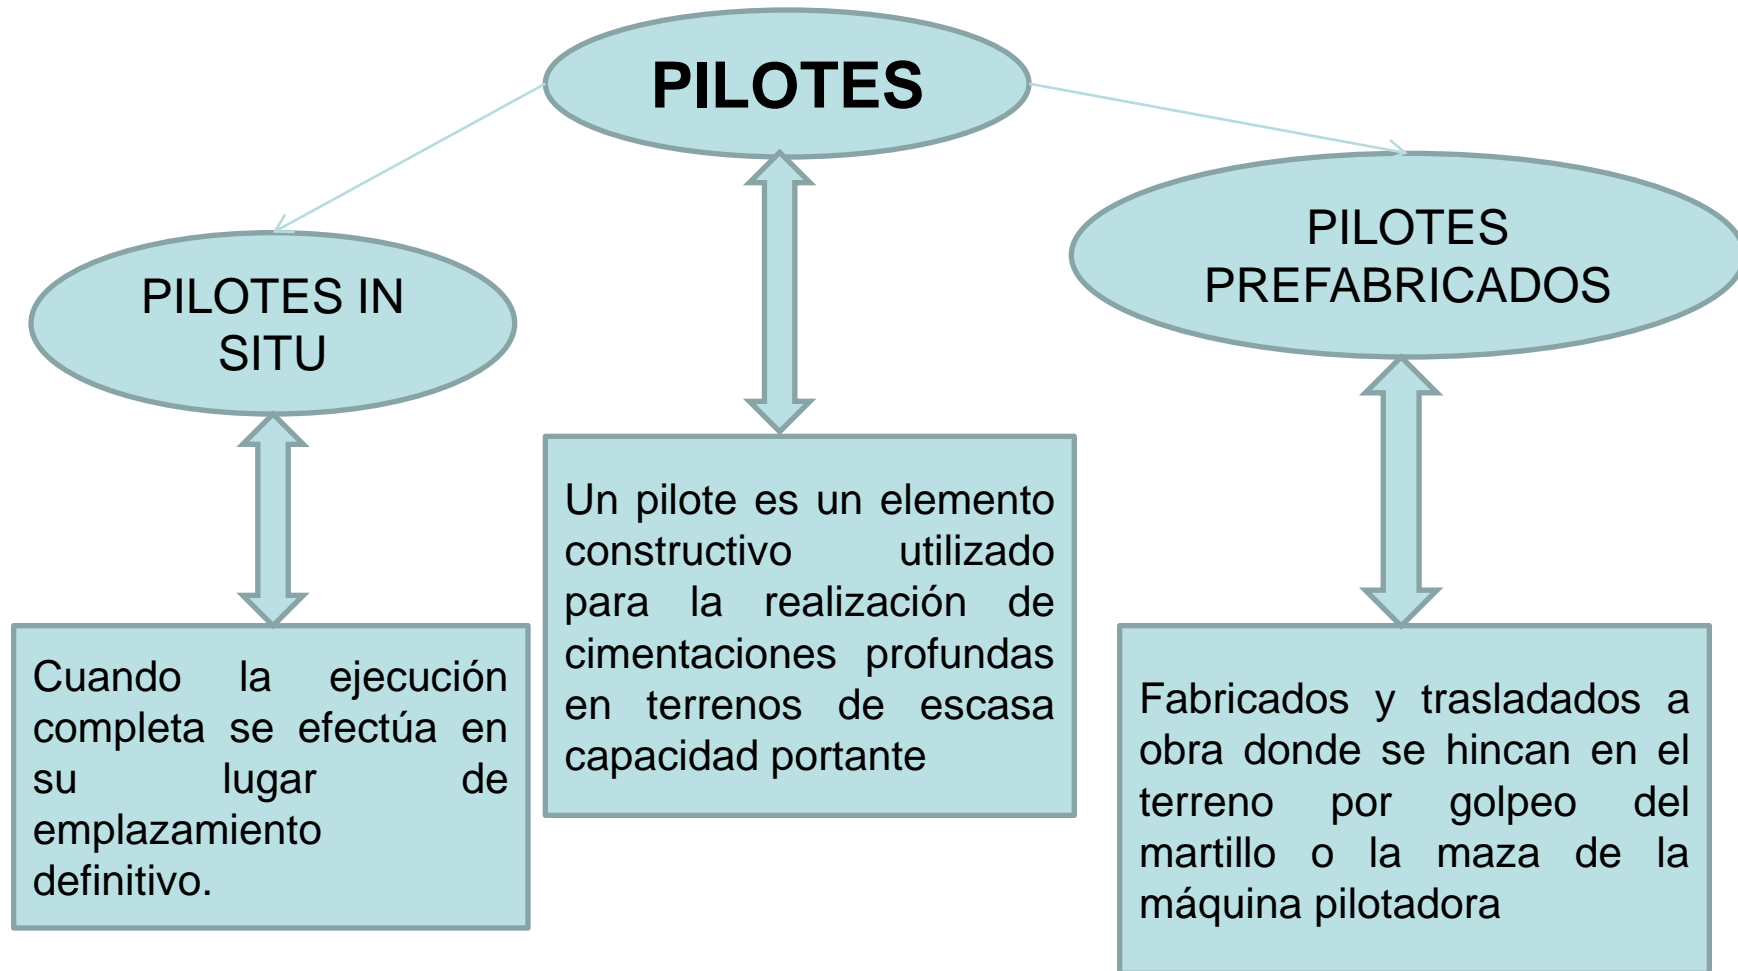 PILOTES
PILOTES IN
SITU
PILOTES
PREFABRICADOS
Cuando la ejecución
completa se efectúa en
su lugar de
emplazamiento
definitivo.
Un pilote es un elemento
constructivo utilizado
para la realización de
cimentaciones profundas
en terrenos de escasa
capacidad portante
Fabricados y trasladados a
obra donde se hincan en el
terreno por golpeo del
martillo o la maza de la
máquina pilotadora